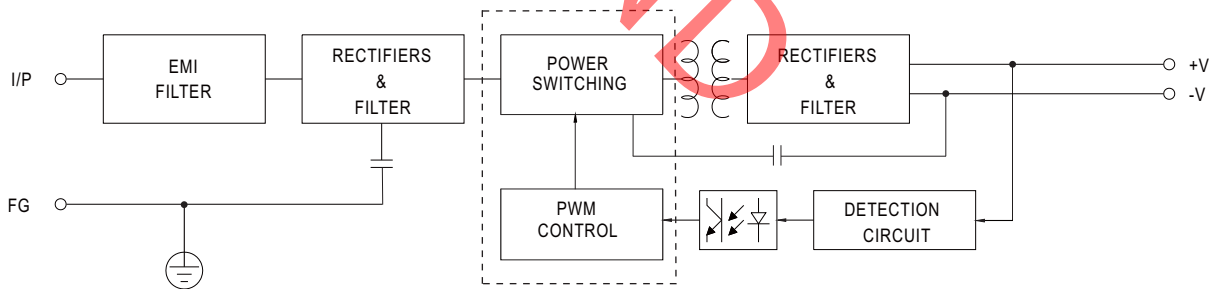 I/P
EMI
FILTER
RECTIFIERS
&
FILTER
POWER
SWITCHING
RECTIFIERS
&
FILTER
+V
-V
FG
PWM
CONTROL
DETECTION
CIRCUIT